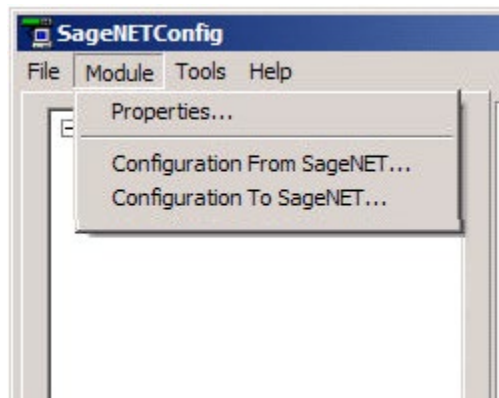 SageNETConfig
File Module Tools Help
Properties...
Configuration From SageNET...
Configuration To SageNET...